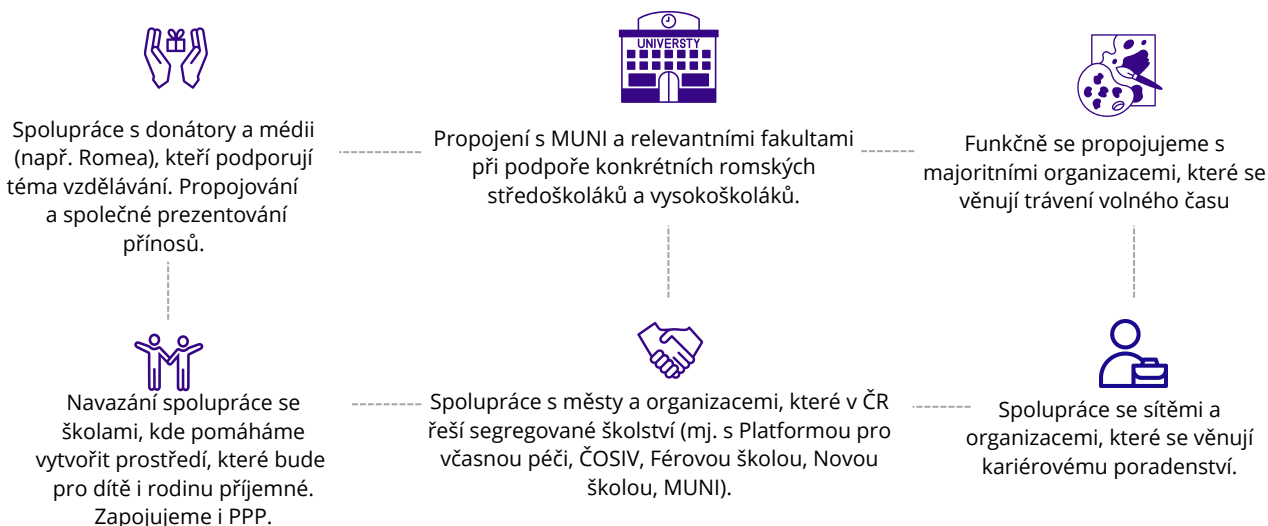 Spolupráce s donátory a médii
(např. Romea), kteří podporují
téma vzdělávání. Propojování
a společné prezentování
přínosů.
UNIVERSTY
Propojení s MUNI a relevantními fakultami
při podpoře konkrétních romských
středoškoláků a vysokoškoláků.
Funkčně se propojujeme s
majoritními organizacemi, které se
věnují trávení volného času
Navazání spolupráce se
školami, kde pomáháme
vytvořit prostředí, které bude
pro dítě i rodinu příjemné.
Zapojujeme i PPP.
Spolupráce s městy a organizacemi, které v ČR
řeší segregované školství (mj. s Platformou pro
včasnou péči, ČOSIV, Férovou školou, Novou
školou, MUNI).
Spolupráce se sítěmi a
organizacemi, které se věnují
kariérovému poradenství.